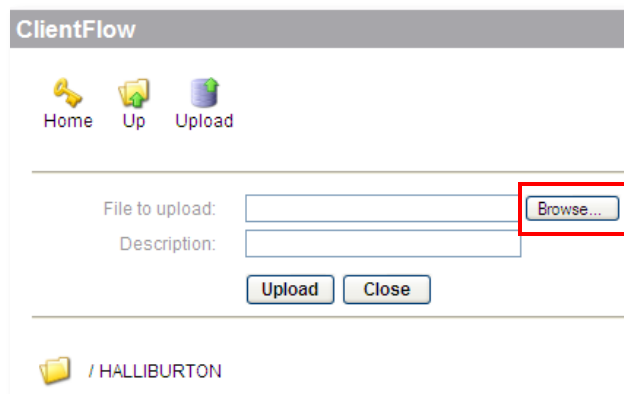 ClientFlow
Home Up Upload
File to upload: Browse...
Description:
Upload Close
/ HALLIBURTON